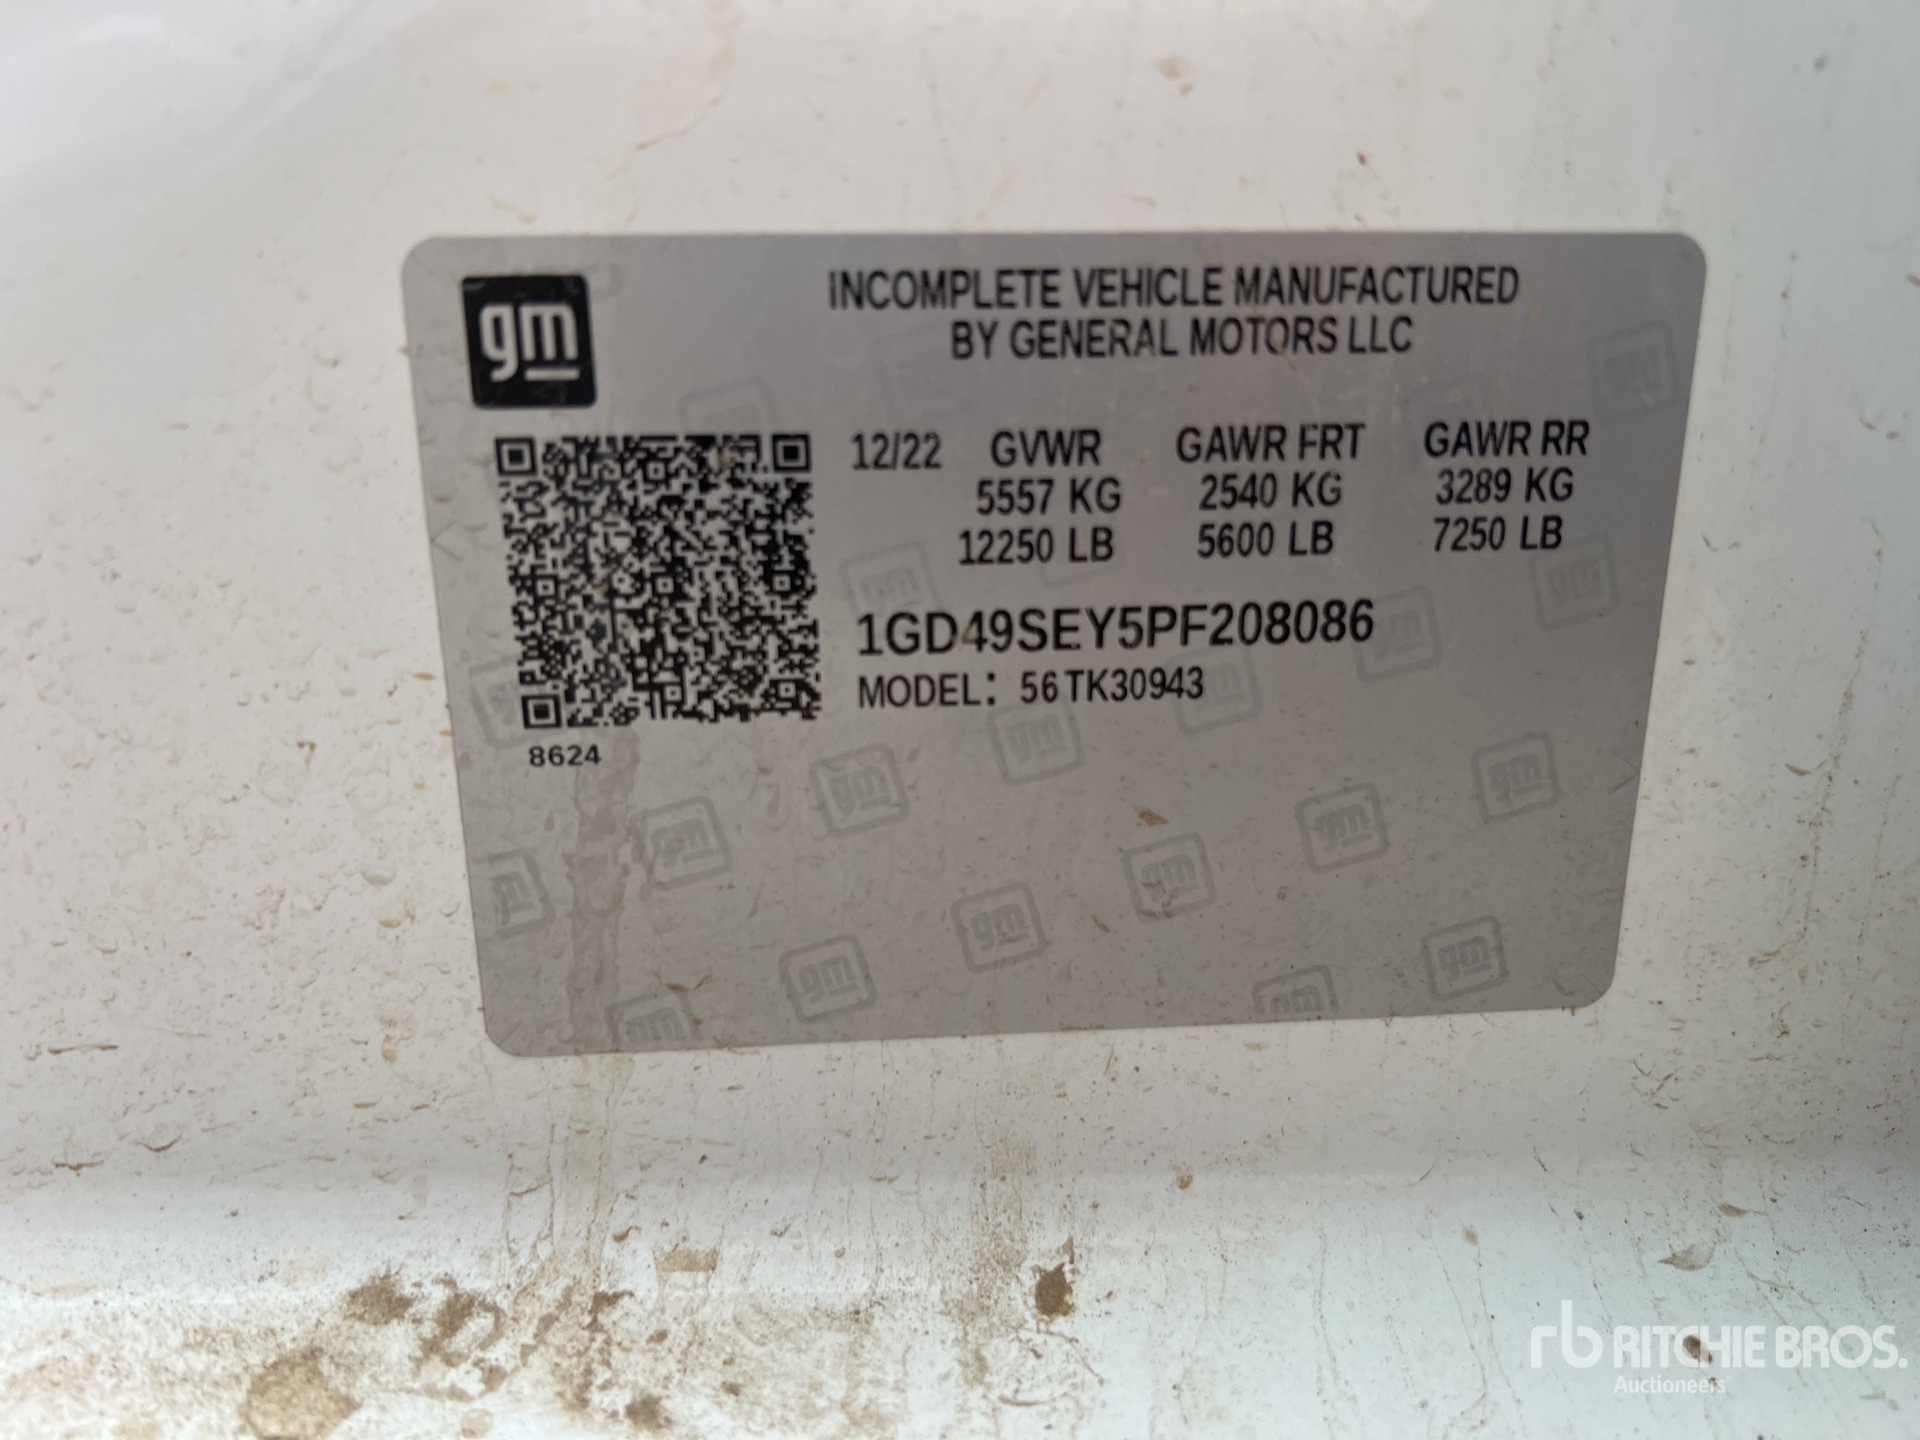 gm
INCOMPLETE VEHICLE MANUFACTURED
BY GENERAL MOTORS LLC
12/22 GVWR GAWR FRT GAWR RR
5557 KG 2540 KG 3289 KG
12250 LB 5600 LB 7250 LB
1GD49SEY5PF208086
MODEL: 56TK30943
8624
rb RITCHIE BROS.
Auctioneers